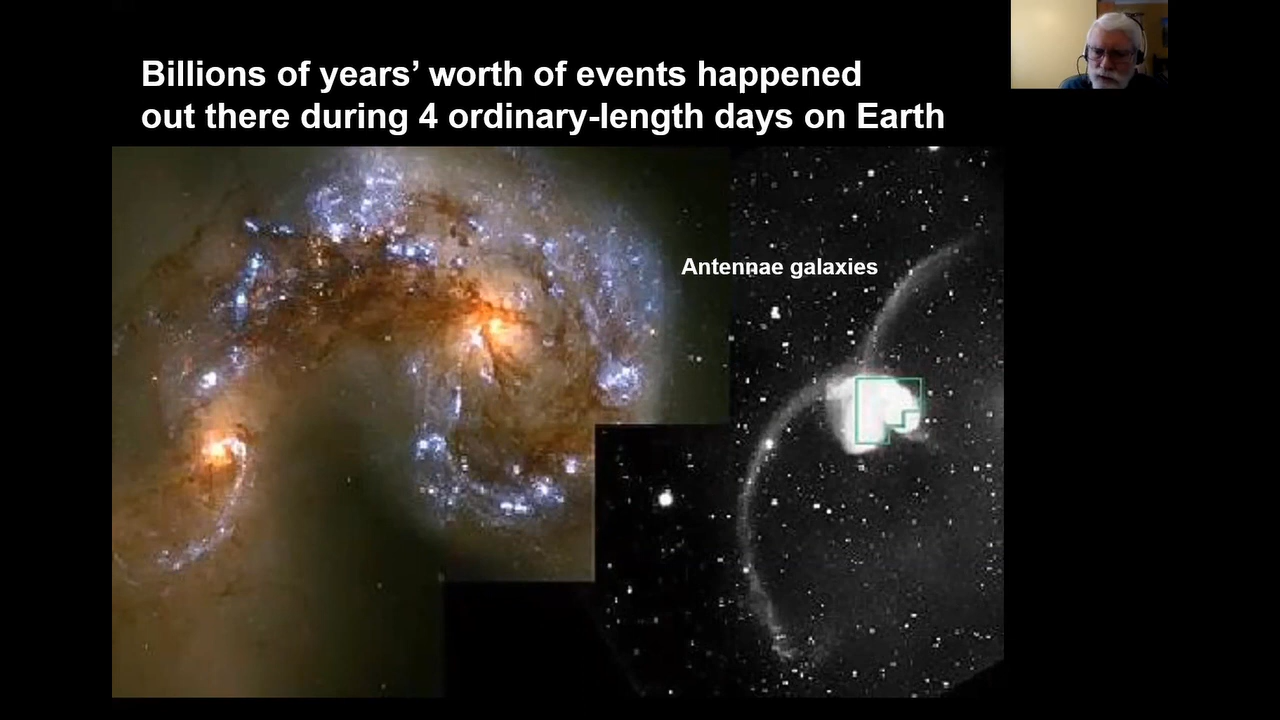 Billions of years’ worth of events happened
out there during 4 ordinary-length days on Earth
Antennae galaxies